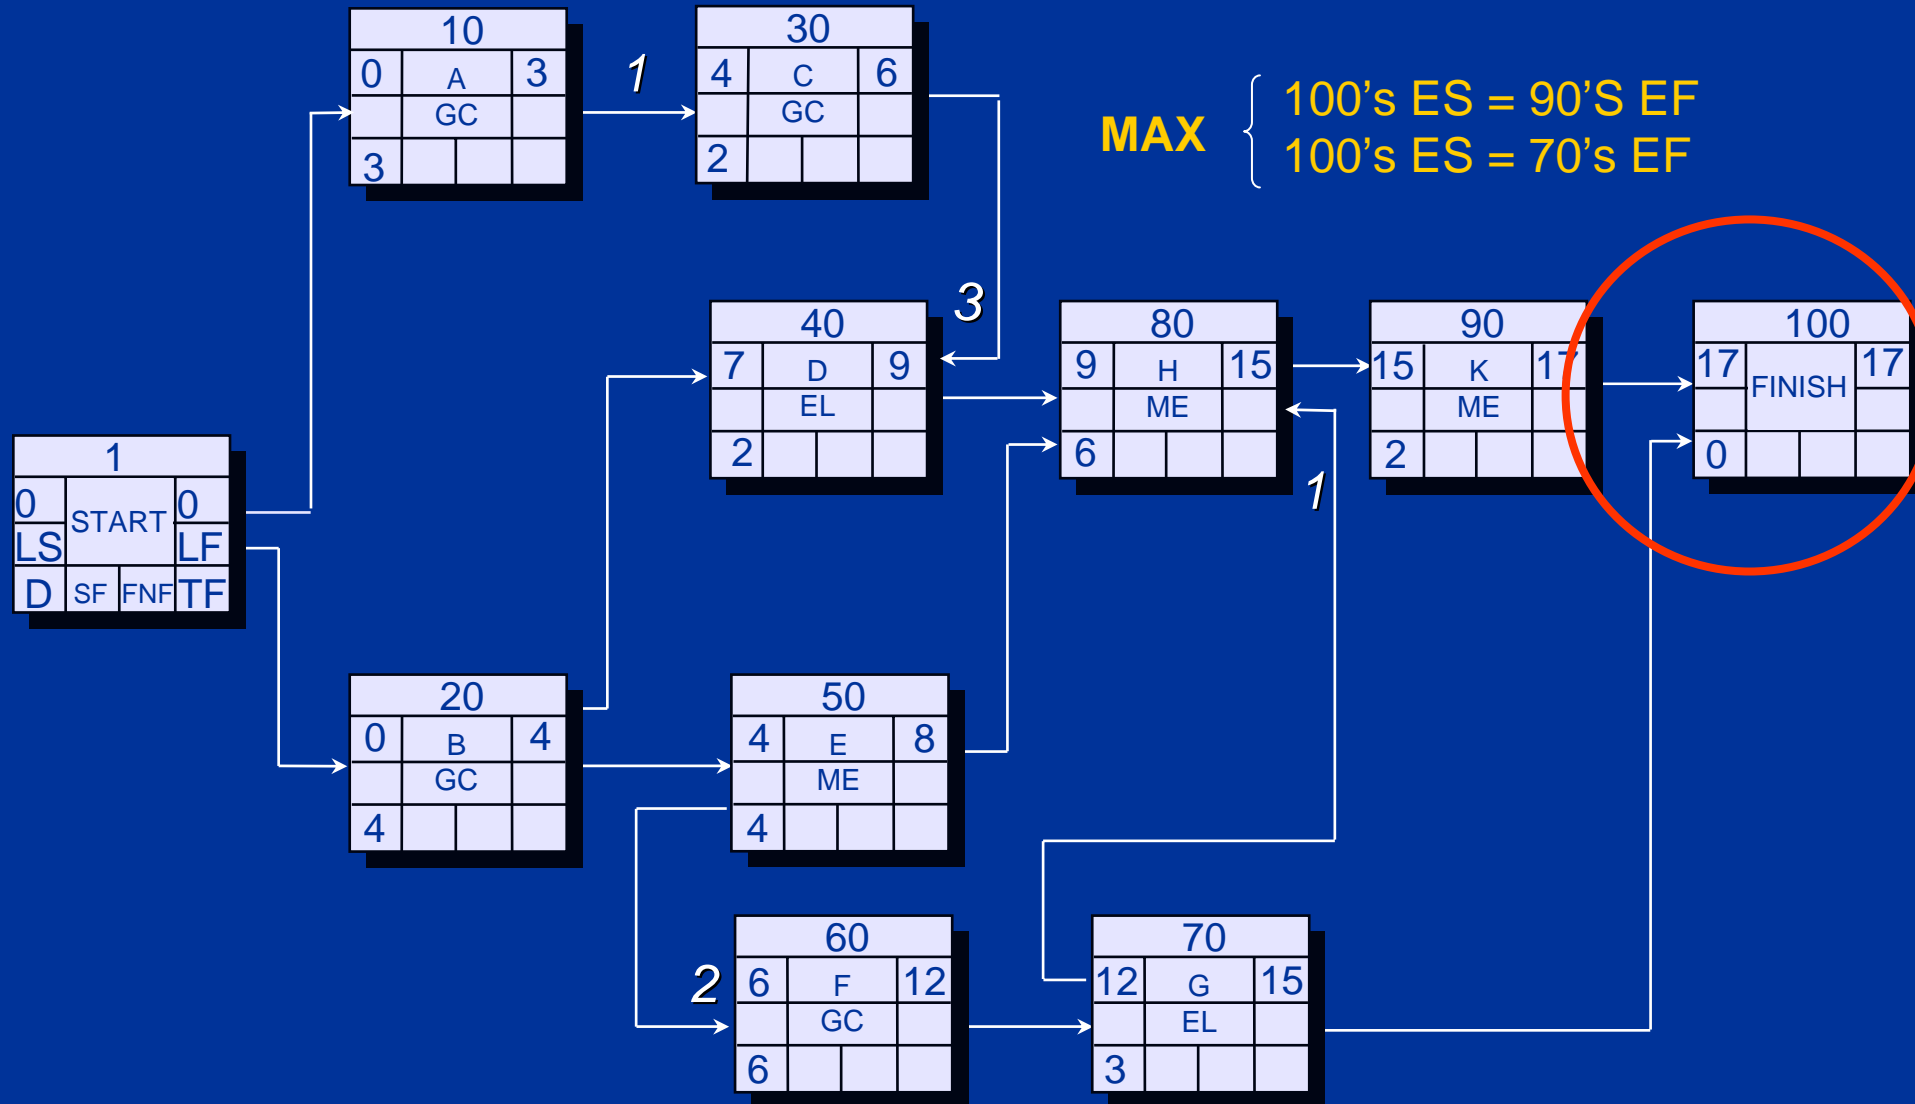 10
0 A 3
GC
3
1
30
4 C 6
GC
2
MAX
100's ES = 90'S EF
100's ES = 70's EF
3
40
7 D 9
EL
2
80
9 H 15
ME
6
1
90
15 K 17
ME
2
100
17 FINISH 17
0
1
0 START 0
LS LF
D SF FNF TF
20
0 B 4
GC
4
50
4 E 8
ME
4
2
60
6 F 12
GC
6
70
12 G 15
EL
3